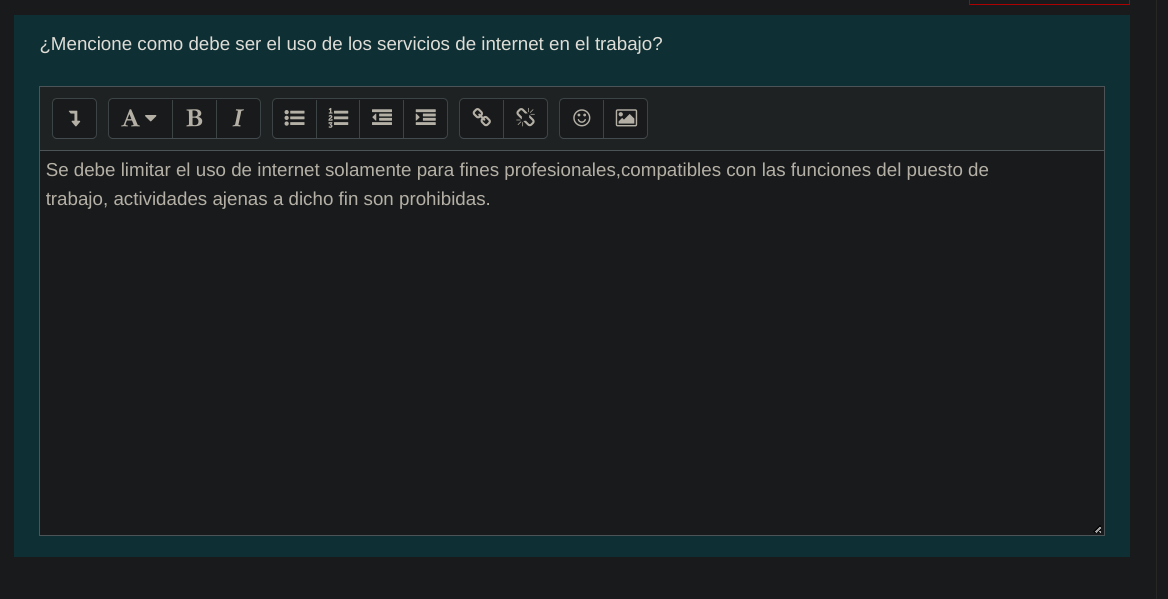 ¿Mencione como debe ser el uso de los servicios de internet en el trabajo?
A B I
Se debe limitar el uso de internet solamente para fines profesionales,compatibles con las funciones del puesto de
trabajo, actividades ajenas a dicho fin son prohibidas.